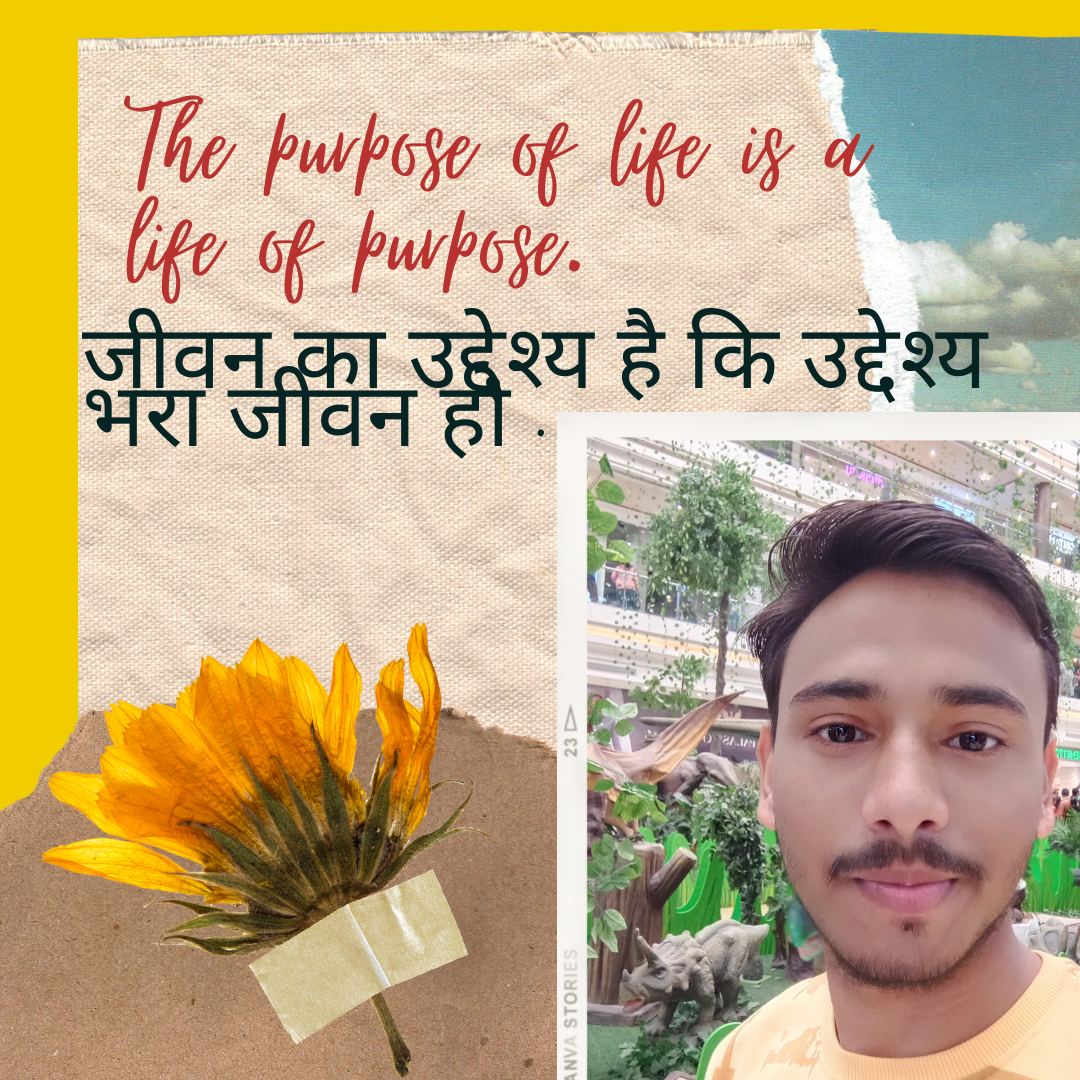 The purpose of life is a
life of purpose.
जीवन का उद्देश्य है कि उद्देश्य
भरा जीवन हो .
23
ANVA STORIES